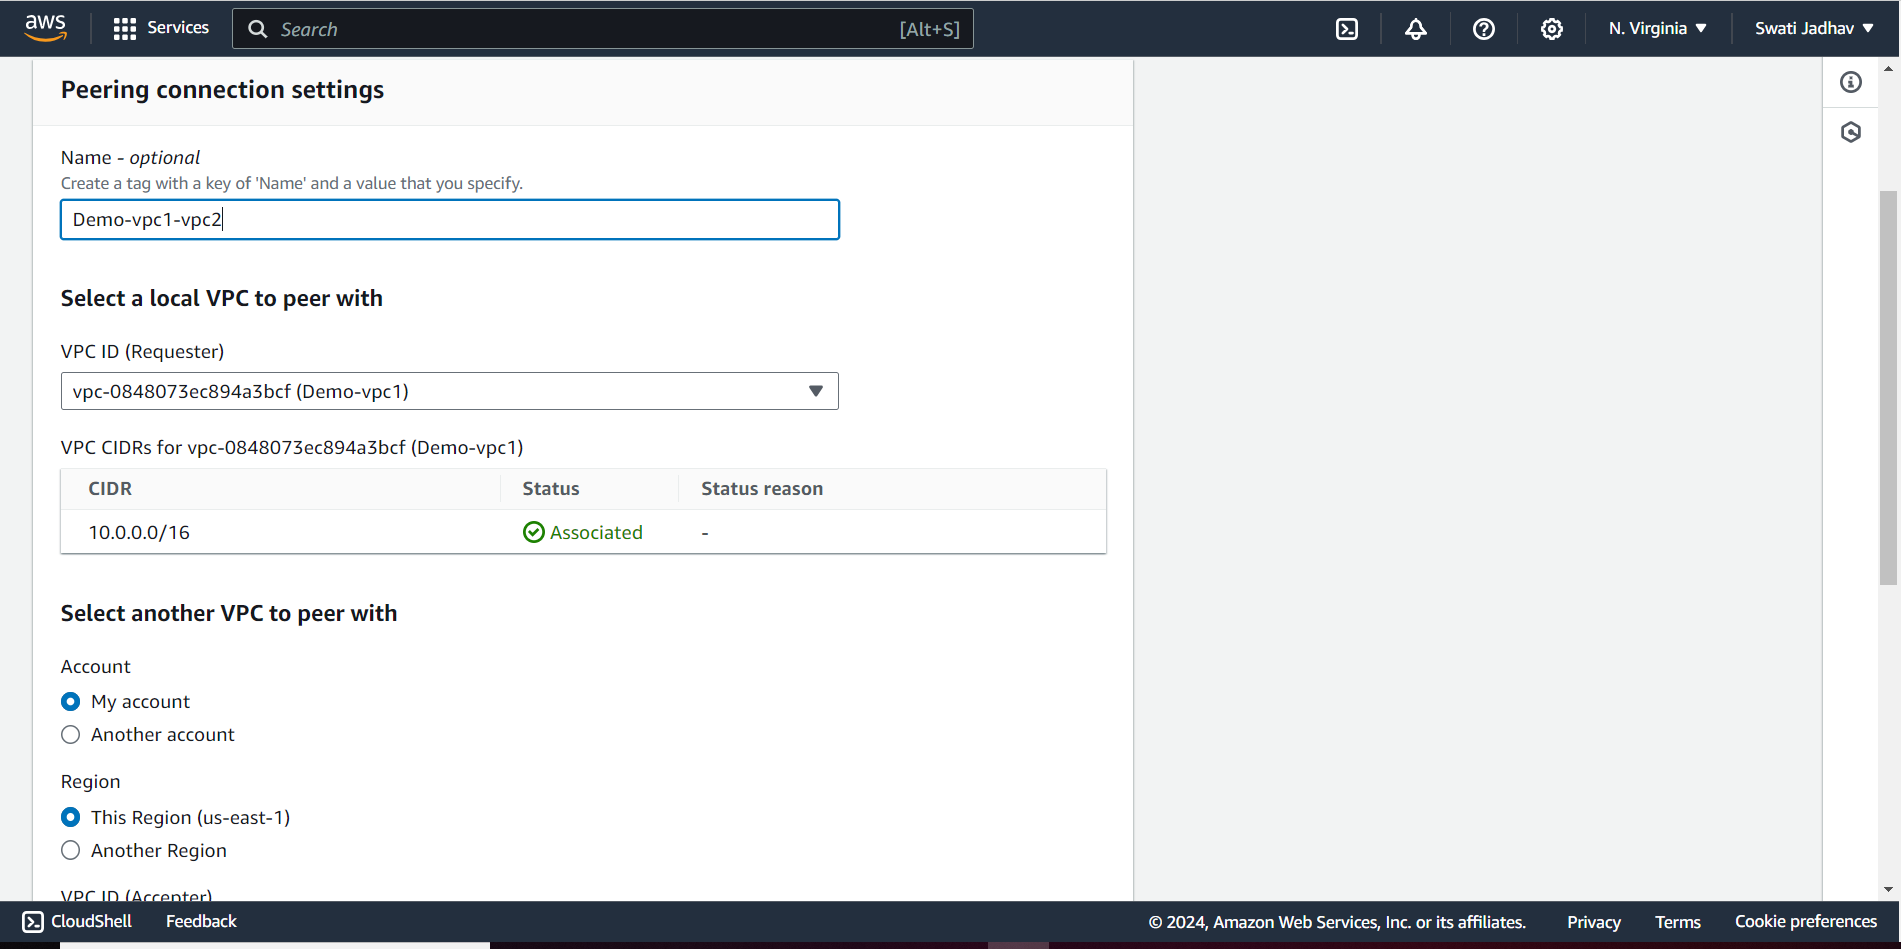 aws Services Search [Alt+S] N. Virginia Swati Jadhav
Peering connection settings
Name - optional
Create a tag with a key of 'Name' and a value that you specify.
Demo-vpc1-vpc2
Select a local VPC to peer with
VPC ID (Requester)
vpc-0848073ec894a3bcf (Demo-vpc1)
VPC CIDRs for vpc-0848073ec894a3bcf (Demo-vpc1)
CIDR Status Status reason
10.0.0.0/16 Associated -
Select another VPC to peer with
Account
My account
Another account
Region
This Region (us-east-1)
Another Region
VPC ID (Accepter)
CloudShell Feedback © 2024, Amazon Web Services, Inc. or its affiliates. Privacy Terms Cookie preferences